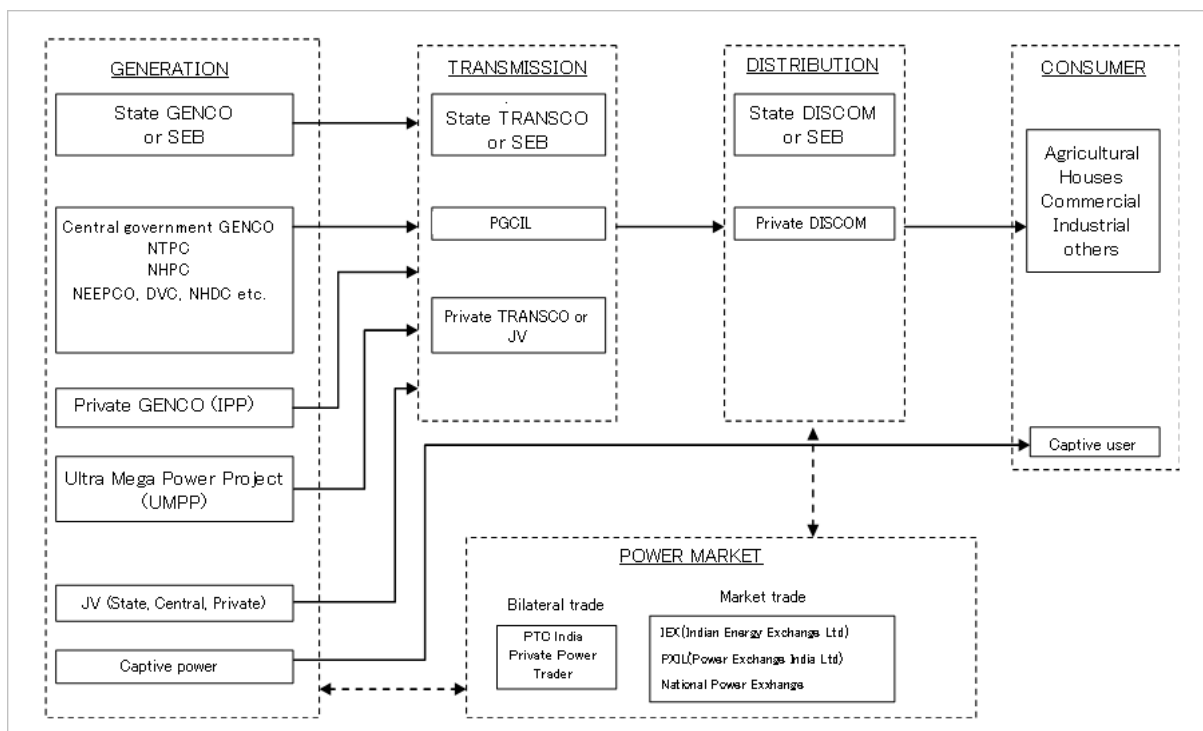 GENERATION
State GENCO
or SEB
Central government GENCO
NTPC
NHPC
NEEPCO, DVC, NHDC etc.
Private GENCO (IPP)
Ultra Mega Power Project
(UMPP)
JV (State, Central, Private)
Captive power
TRANSMISSION
State TRANSCO
or SEB
PGCIL
Private TRANSCO or
JV
DISTRIBUTION
State DISCOM
or SEB
Private DISCOM
CONSUMER
Agricultural
Houses
Commercial
Industrial
others
Captive user
POWER MARKET
Bilateral trade
PTC India
Private Power
Trader
Market trade
IEX(Indian Energy Exchange Ltd)
PXIL(Power Exchange India Ltd)
National Power Exxhange